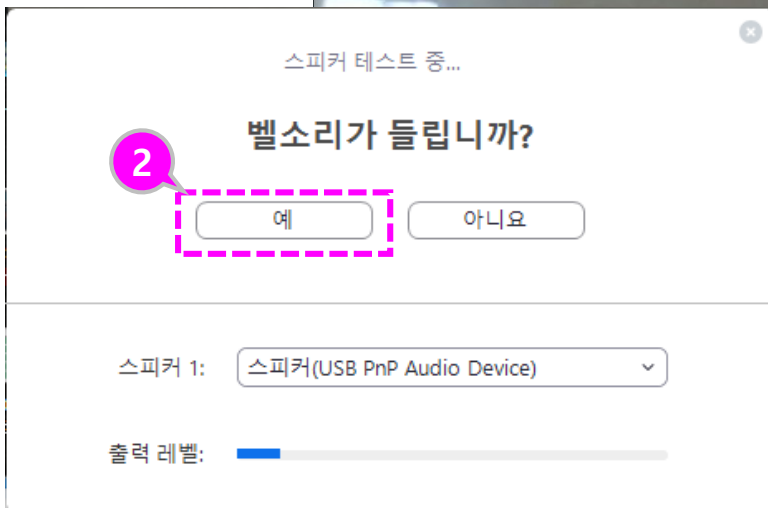 스피커 테스트 중...
벨소리가 들립니까?
2
예
아니요
스피커 1: 스피커(USB PnP Audio Device)
출력 레벨: